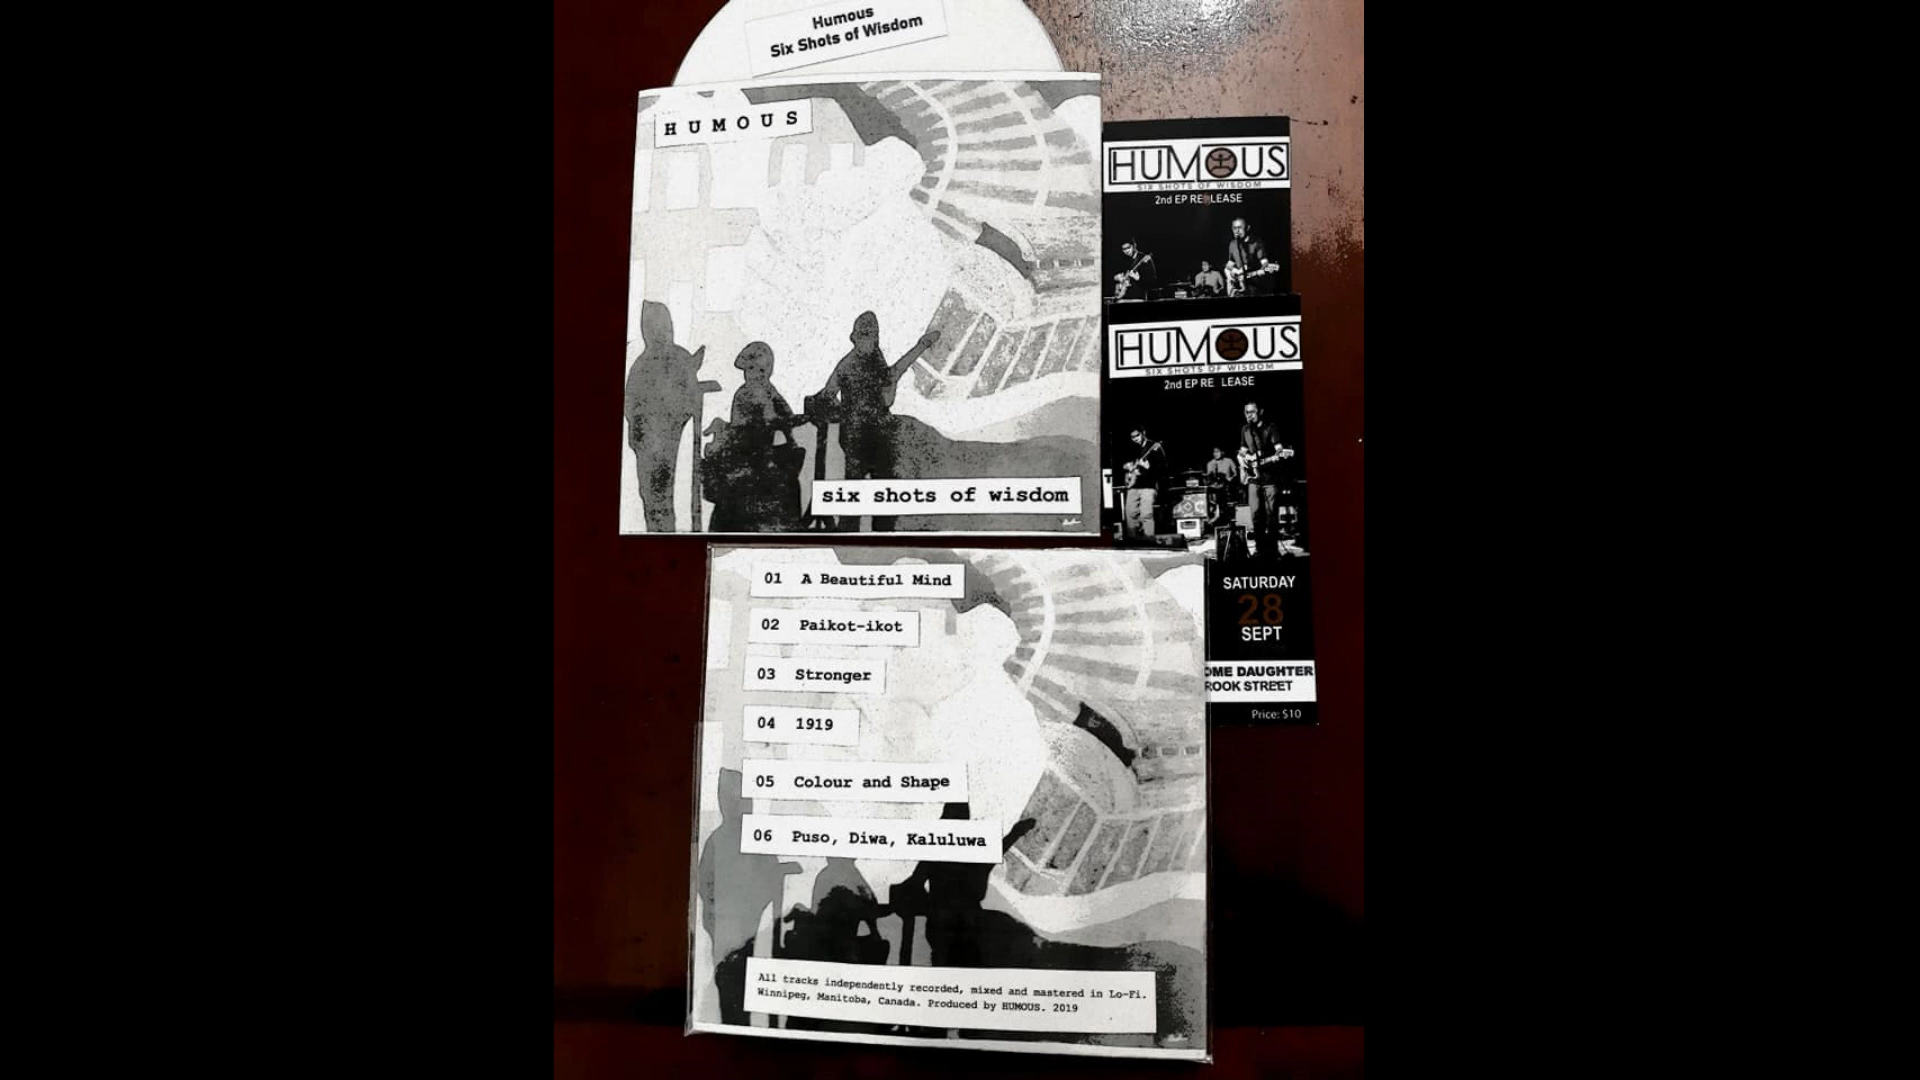 Humous
Six Shots of Wisdom
HUMOUS
six shots of wisdom
HUMOUS
SIX SHOTS OF WISDOM
2nd EP RE LEASE
HUMOUS
SIX SHOTS OF WISDOM
2nd EP RE LEASE
SATURDAY
28
SEPT
OME DAUGHTER
ROOK STREET
Price: $10
01 A Beautiful Mind
02 Paikot-ikot
03 Stronger
04 1919
05 Colour and Shape
06 Puso, Diwa, Kaluluwa
All tracks independently recorded, mixed and mastered in Lo-Fi.
Winnipeg, Manitoba, Canada. Produced by HUMOUS. 2019